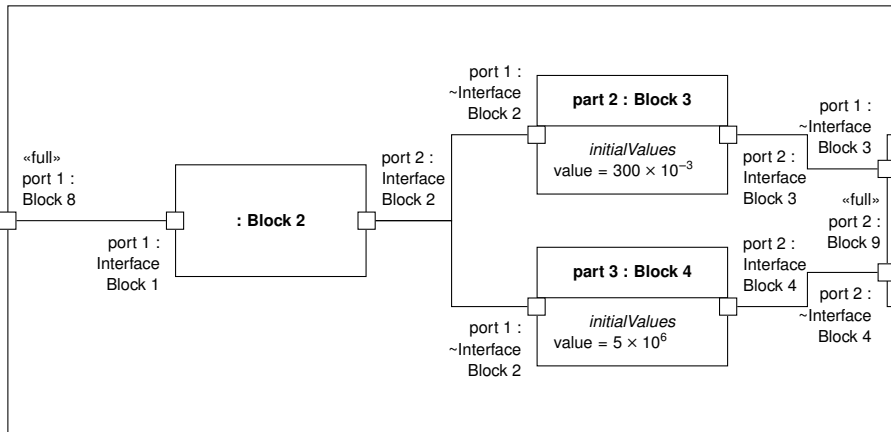 «full»
port 1 :
Block 8
port 1 :
Interface
Block 1
: Block 2
port 2 :
Interface
Block 2
port 1 :
~Interface
Block 2
part 2 : Block 3
initialValues
value = 300 × 10⁻³
port 2 :
Interface
Block 3
port 1 :
~Interface
Block 3
port 1 :
~Interface
Block 2
part 3 : Block 4
initialValues
value = 5 × 10⁶
port 2 :
Interface
Block 4
«full»
port 2 :
Block 9
port 2 :
~Interface
Block 4